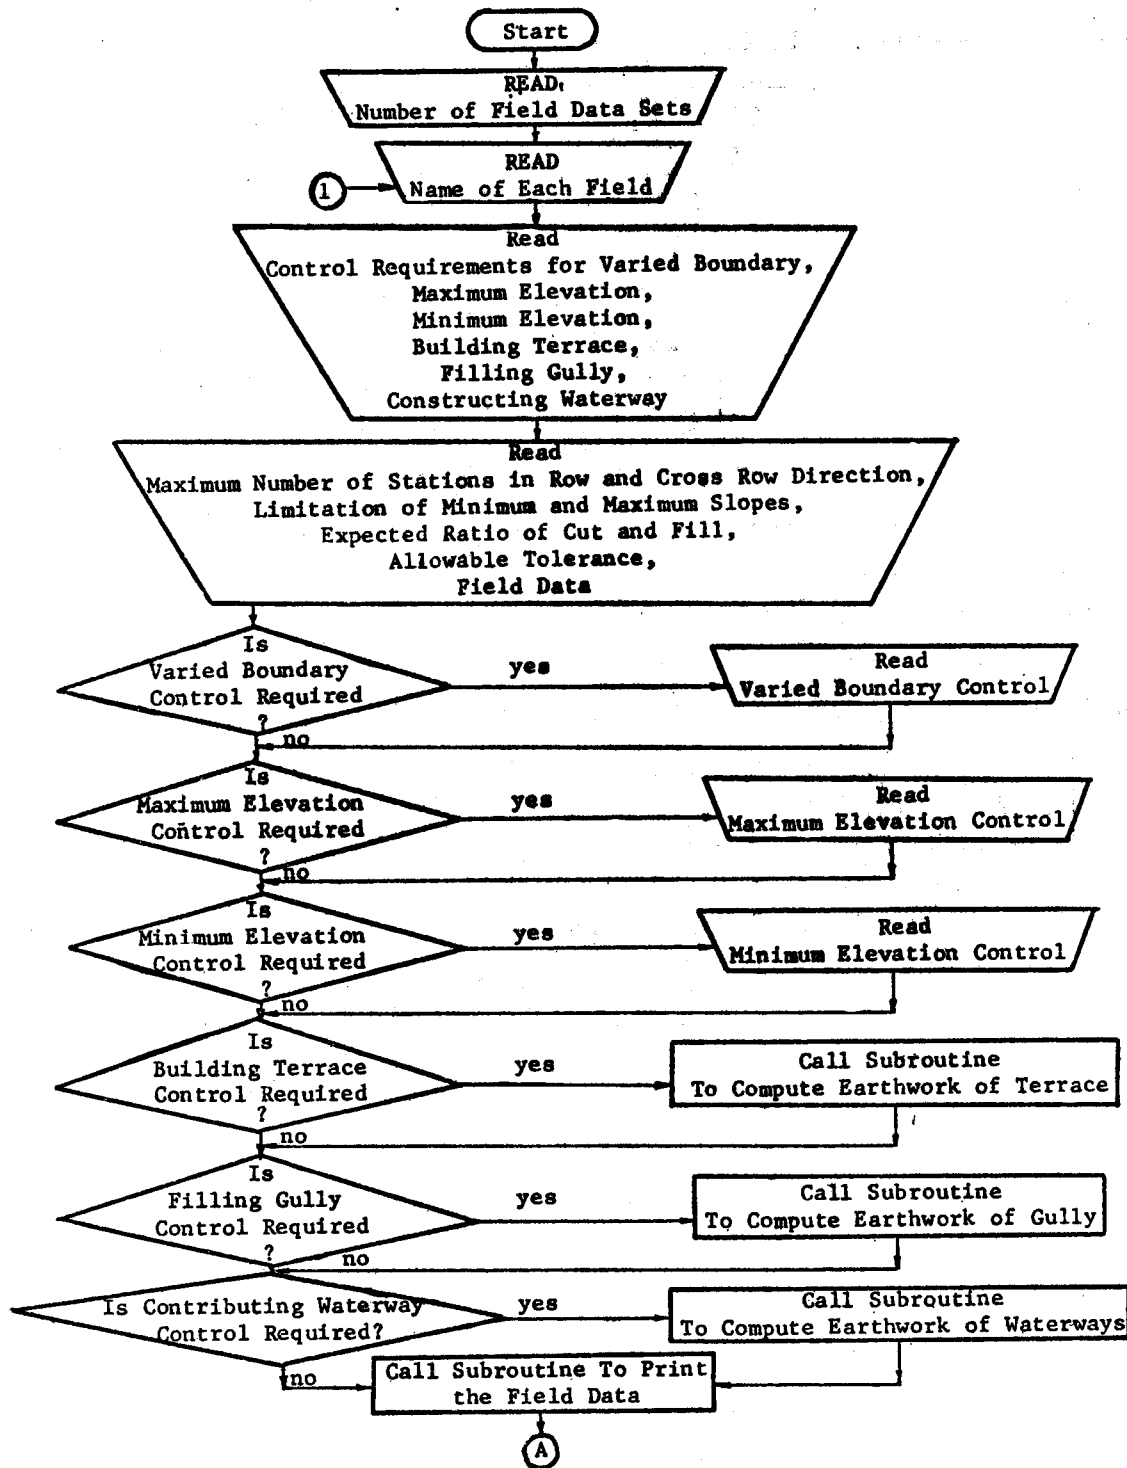 Start
READ
Number of Field Data Sets
READ
1
Name of Each Field
Read
Control Requirements for Varied Boundary,
Maximum Elevation,
Minimum Elevation,
Building Terrace,
Filling Gully,
Constructing Waterway
Read
Maximum Number of Stations in Row and Cross Row Direction,
Limitation of Minimum and Maximum Slopes,
Expected Ratio of Cut and Fill,
Allowable Tolerance,
Field Data
Is
Varied Boundary
Control Required
?
yes
Read
Varied Boundary Control
no
Is
Maximum Elevation
Control Required
?
yes
Read
Maximum Elevation Control
no
Is
Minimum Elevation
Control Required
?
yes
Read
Minimum Elevation Control
no
Is
Building Terrace
Control Required
?
yes
Call Subroutine
To Compute Earthwork of Terrace
no
Is
Filling Gully
Control Required
?
yes
Call Subroutine
To Compute Earthwork of Gully
no
Is Contributing Waterway
Control Required?
yes
Call Subroutine
To Compute Earthwork of Waterways
no
Call Subroutine To Print
the Field Data
A